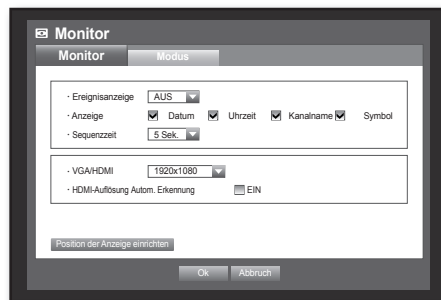 Monitor
Monitor Modus
· Ereignisanzeige AUS
· Anzeige Datum Uhrzeit Kanalname Symbol
· Sequenzzeit 5 Sek.
· VGA/HDMI 1920x1080
· HDMI-Auflösung Autom. Erkennung EIN
Position der Anzeige einrichten
Ok Abbruch